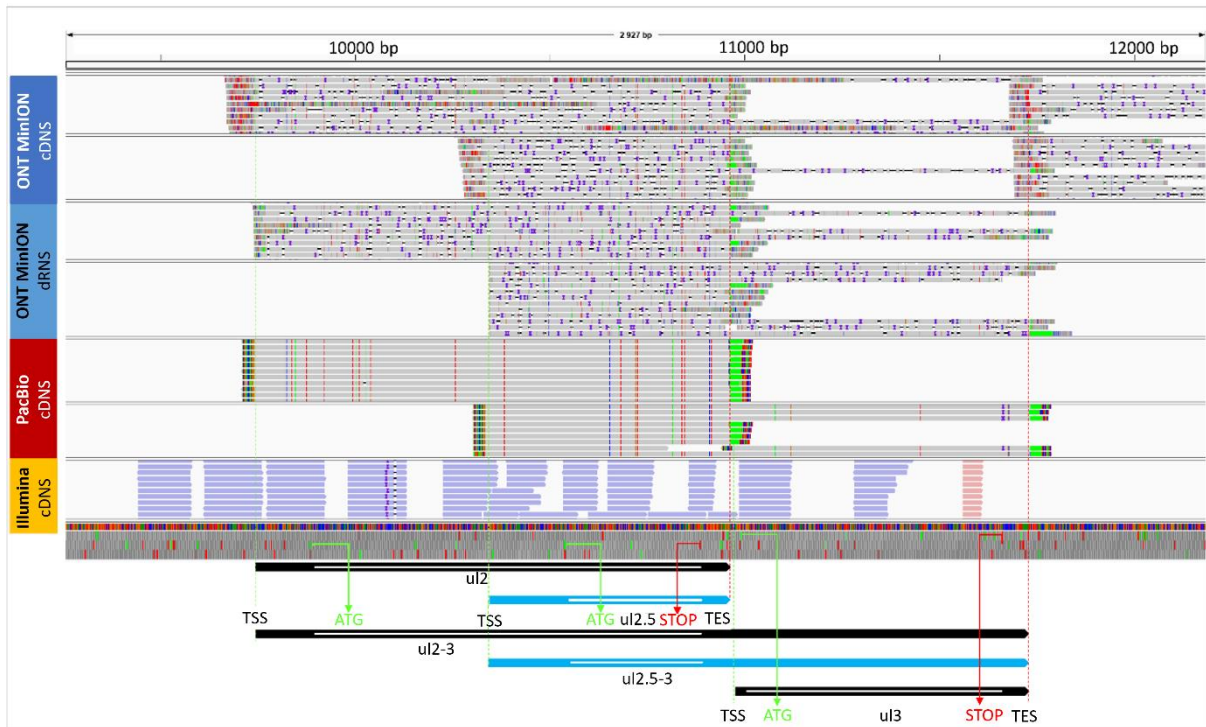 2 927 bp
10000 bp 11000 bp 12000 bp
ONT MinION
cDNS
ONT MinION
dRNS
PacBio
cDNS
Illumina
cDNS
ul2
TSS ATG TSS ATG ul2.5 STOP TES
ul2-3
ul2.5-3
TSS ATG ul3 STOP TES